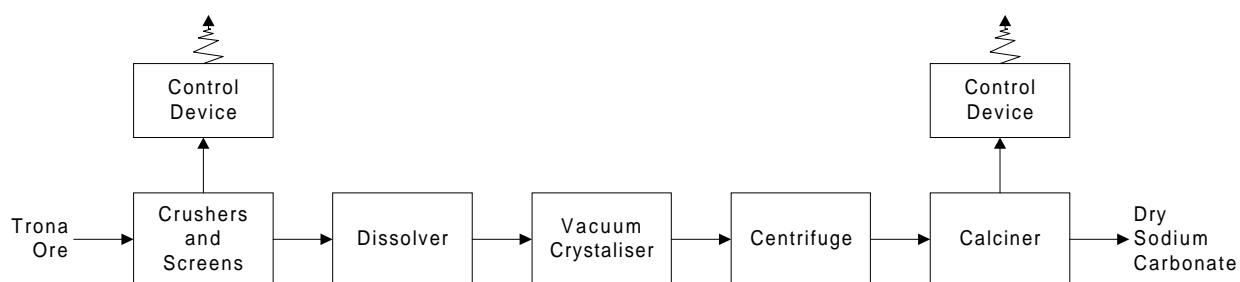 Control
Device
Control
Device
Trona
Ore
Crushers
and
Screens
Dissolver
Vacuum
Crystaliser
Centrifuge
Calciner
Dry
Sodium
Carbonate